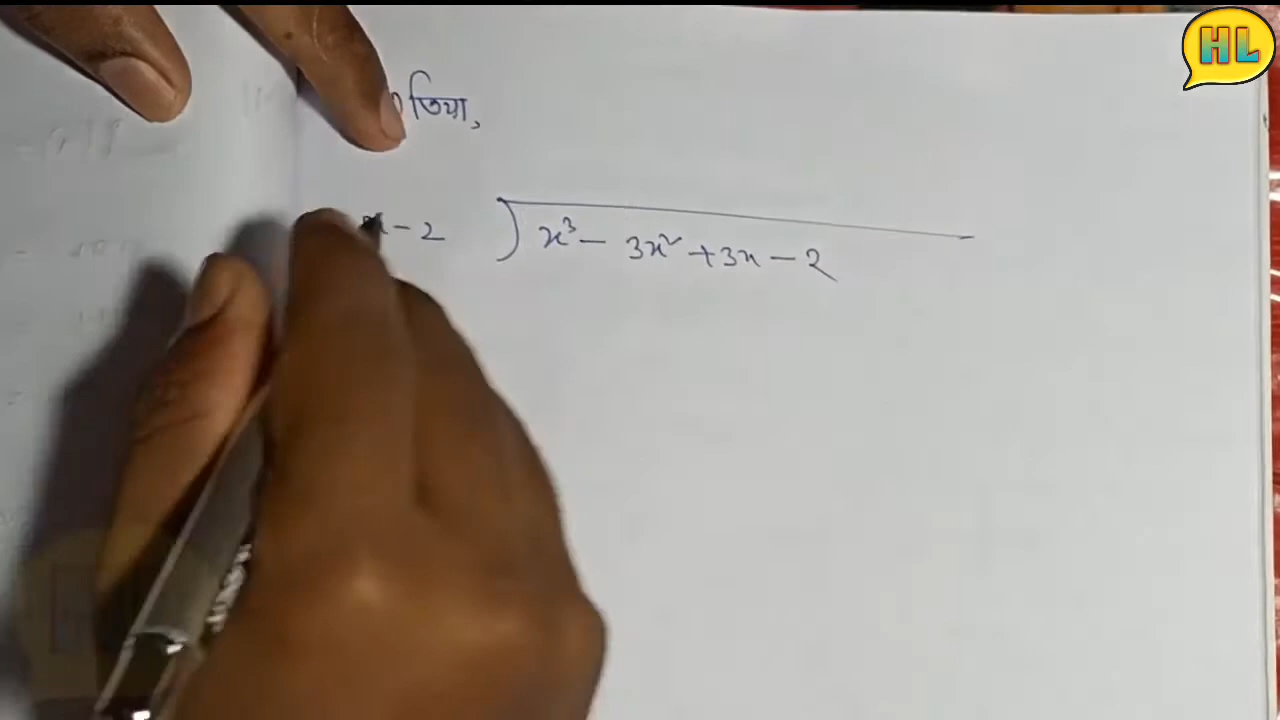 HL
তিয়া,
x - 2 ) x³ - 3x² + 3x - 2